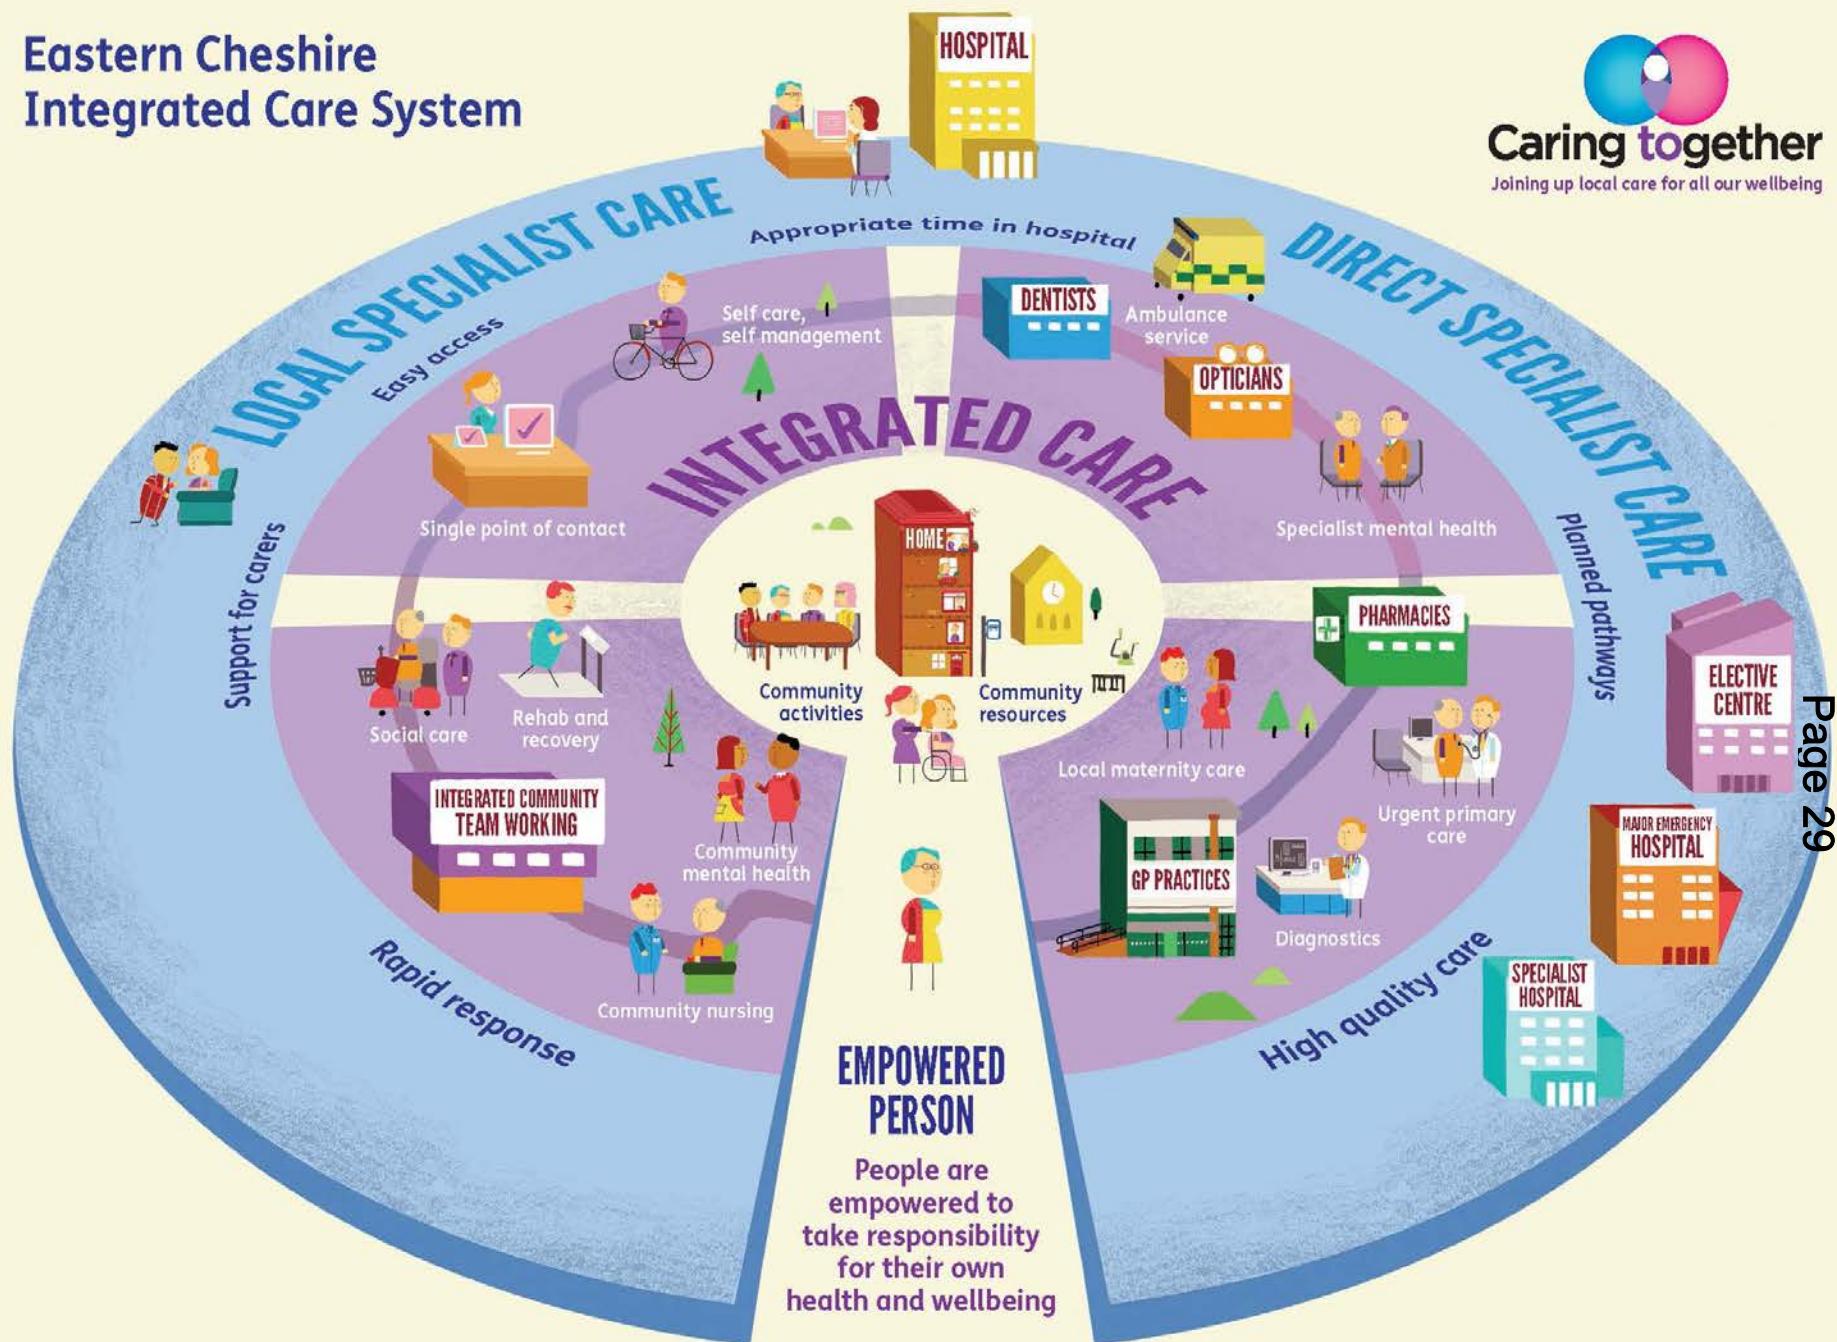 Eastern Cheshire
Integrated Care System
HOSPITAL
Caring together
Joining up local care for all our wellbeing
LOCAL SPECIALIST CARE
DIRECT SPECIALIST CARE
Appropriate time in hospital
Easy access
Support for carers
Rapid response
Planned pathways
High quality care
INTEGRATED CARE
Self care,
self management
DENTISTS
Ambulance
service
OPTICIANS
Single point of contact
Specialist mental health
HOME
Community
activities
Community
resources
PHARMACIES
Social care
Rehab and
recovery
INTEGRATED COMMUNITY
TEAM WORKING
Community
mental health
Community nursing
Local maternity care
Urgent primary
care
GP PRACTICES
Diagnostics
ELECTIVE
CENTRE
MAJOR EMERGENCY
HOSPITAL
SPECIALIST
HOSPITAL
EMPOWERED
PERSON
People are
empowered to
take responsibility
for their own
health and wellbeing
Page 29